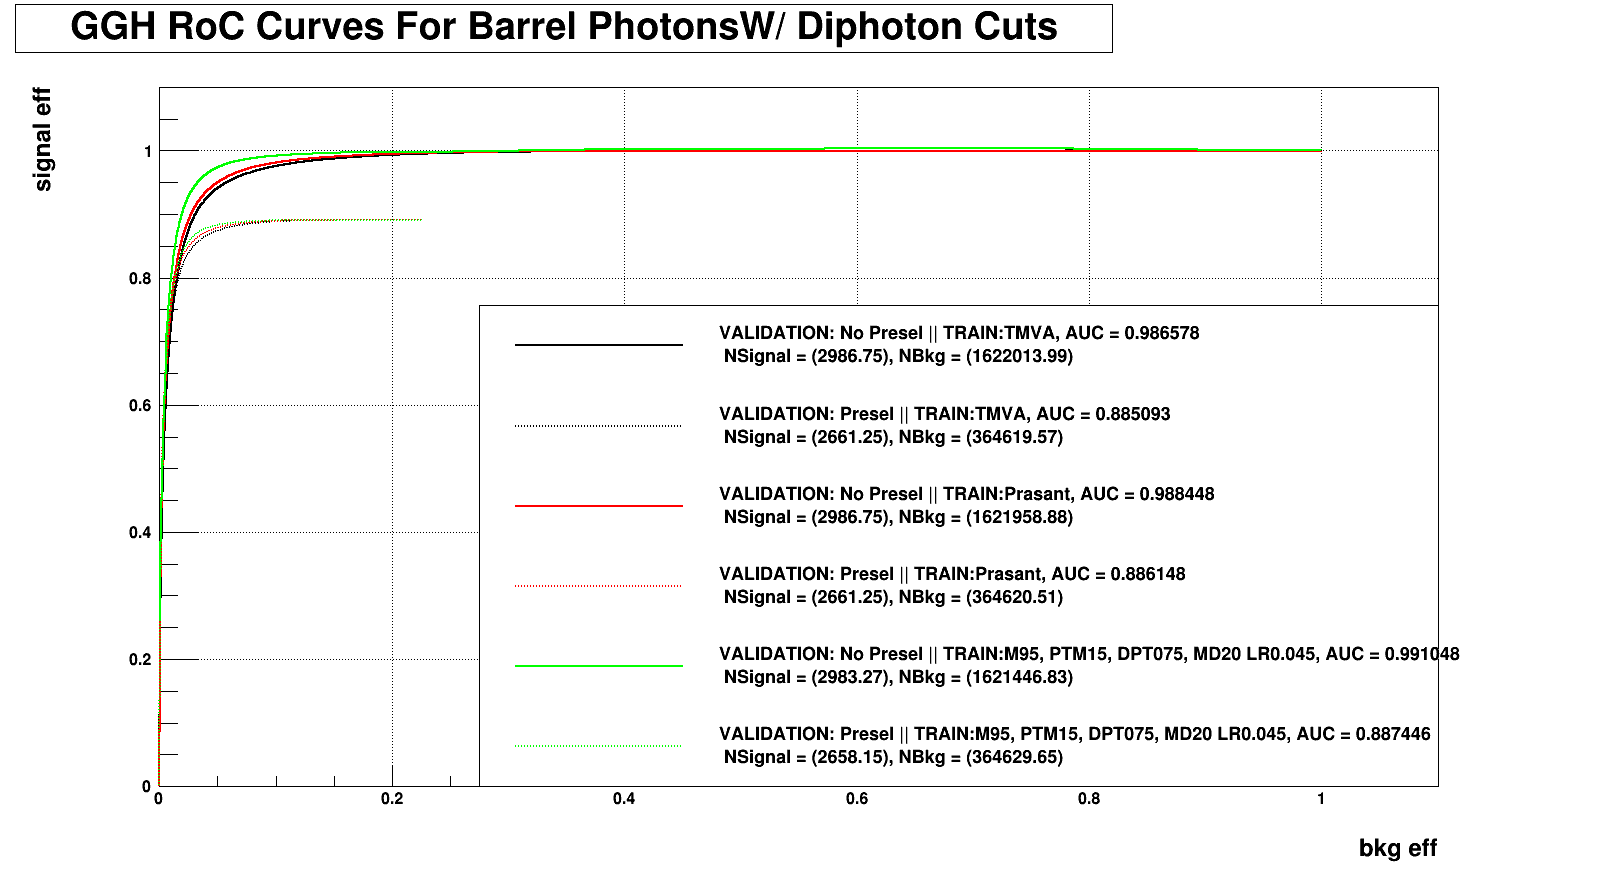 GGH RoC Curves For Barrel PhotonsW/ Diphoton Cuts
signal eff
1
0.8
0.6
0.4
0.2
0
VALIDATION: No Presel || TRAIN:TMVA, AUC = 0.986578
NSignal = (2986.75), NBkg = (1622013.99)
VALIDATION: Presel || TRAIN:TMVA, AUC = 0.885093
NSignal = (2661.25), NBkg = (364619.57)
VALIDATION: No Presel || TRAIN:Prasant, AUC = 0.988448
NSignal = (2986.75), NBkg = (1621958.88)
VALIDATION: Presel || TRAIN:Prasant, AUC = 0.886148
NSignal = (2661.25), NBkg = (364620.51)
VALIDATION: No Presel || TRAIN:M95, PTM15, DPT075, MD20 LR0.045, AUC = 0.991048
NSignal = (2983.27), NBkg = (1621446.83)
VALIDATION: Presel || TRAIN:M95, PTM15, DPT075, MD20 LR0.045, AUC = 0.887446
NSignal = (2658.15), NBkg = (364629.65)
0 0.2 0.4 0.6 0.8 1
bkg eff